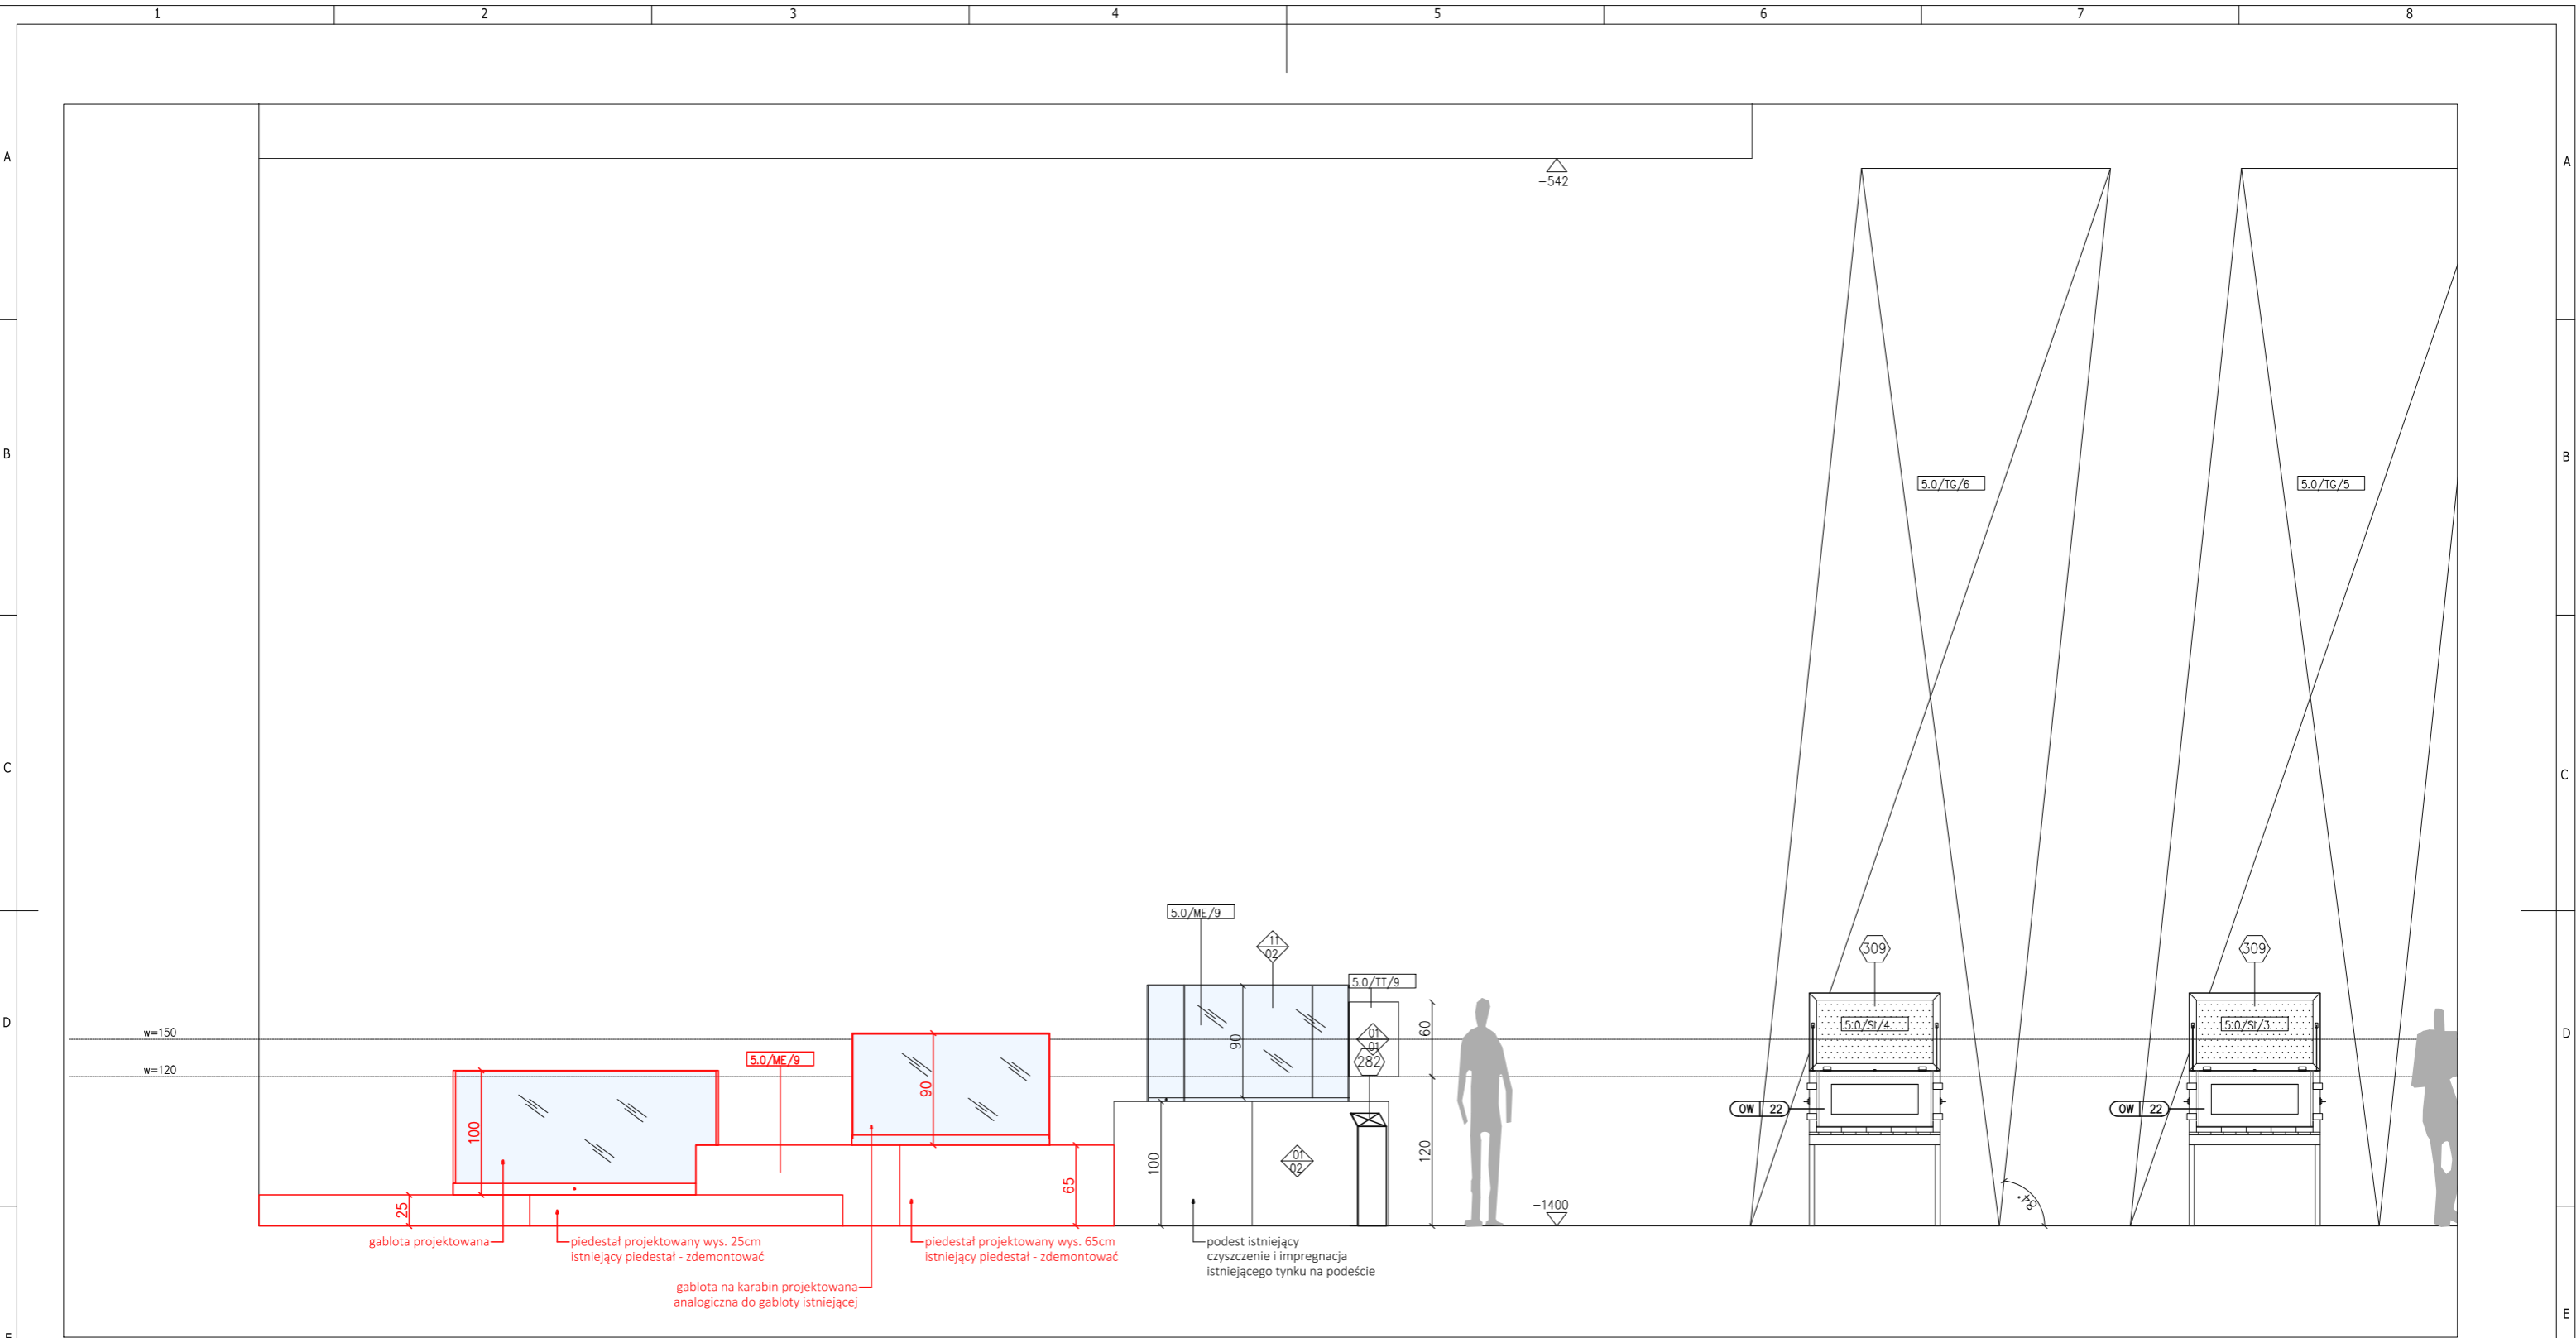 1 2 3 4 5 6 7 8
A A
-542
B B
5.0/TG/6 5.0/TG/5
C C
5.0/ME/9
11
02
309 309
5.0/TT/9
D D
w=150
60
01
01
5.0/SI/4 5.0/SI/3
90
282
5.0/ME/9
w=120
90
OW 22 OW 22
100
120
100
01
02
65
25
-1400
84°
gablota projektowana
piedestał projektowany wys. 25cm
istniejący piedestał - zdemontować
piedestał projektowany wys. 65cm
istniejący piedestał - zdemontować
podest istniejący
czyszczenie i impregnacja
istniejącego tynku na podeście
gablota na karabin projektowana
analogiczna do gabloty istniejącej
E